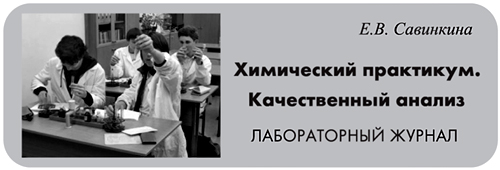 Е.В. Савинкина
Химический практикум.
Качественный анализ
ЛАБОРАТОРНЫЙ ЖУРНАЛ